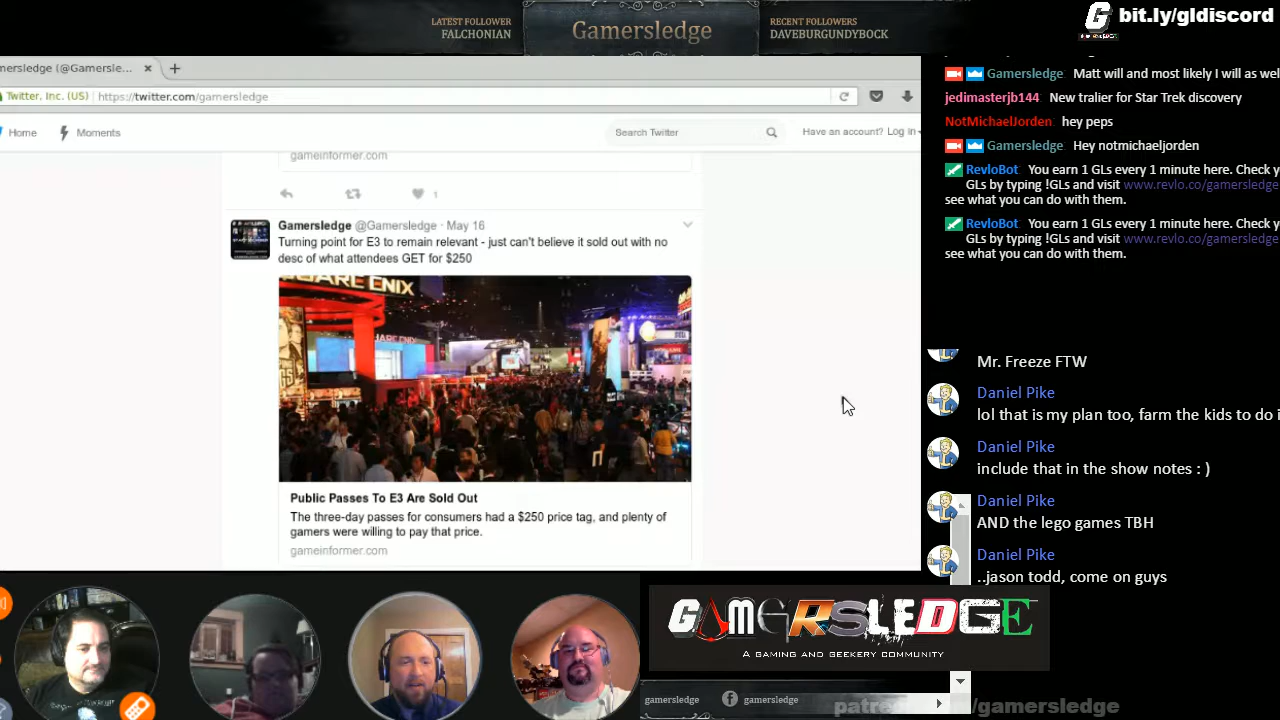 LATEST FOLLOWER
FALCHONIAN
Gamersledge
RECENT FOLLOWERS
DAVEBURGUNDYBOCK
bit.ly/gldiscord
mersledge (@Gamersle...
Twitter, Inc. (US)
https://twitter.com/gamersledge
Home
Moments
Search Twitter
Have an account? Log in
gameinformer.com
1
Gamersledge @Gamersledge · May 16
Turning point for E3 to remain relevant - just can't believe it sold out with no
desc of what attendees GET for $250
Public Passes To E3 Are Sold Out
The three-day passes for consumers had a $250 price tag, and plenty of
gamers were willing to pay that price.
gameinformer.com
Gamersledge Matt will and most likely I will as wel
jedimasterjb144 New tralier for Star Trek discovery
NotMichaelJorden hey peps
Gamersledge Hey notmichaeljorden
RevloBot You earn 1 GLs every 1 minute here. Check y
GLs by typing !GLs and visit www.revlo.co/gamersledge
see what you can do with them.
RevloBot You earn 1 GLs every 1 minute here. Check y
GLs by typing !GLs and visit www.revlo.co/gamersledge
see what you can do with them.
Mr. Freeze FTW
Daniel Pike
lol that is my plan too, farm the kids to do i
Daniel Pike
include that in the show notes : )
Daniel Pike
AND the lego games TBH
Daniel Pike
..jason todd, come on guys
GAMERSLEDGE
A GAMING AND GEEKERY COMMUNITY
gamersledge
gamersledge
/gamersledge